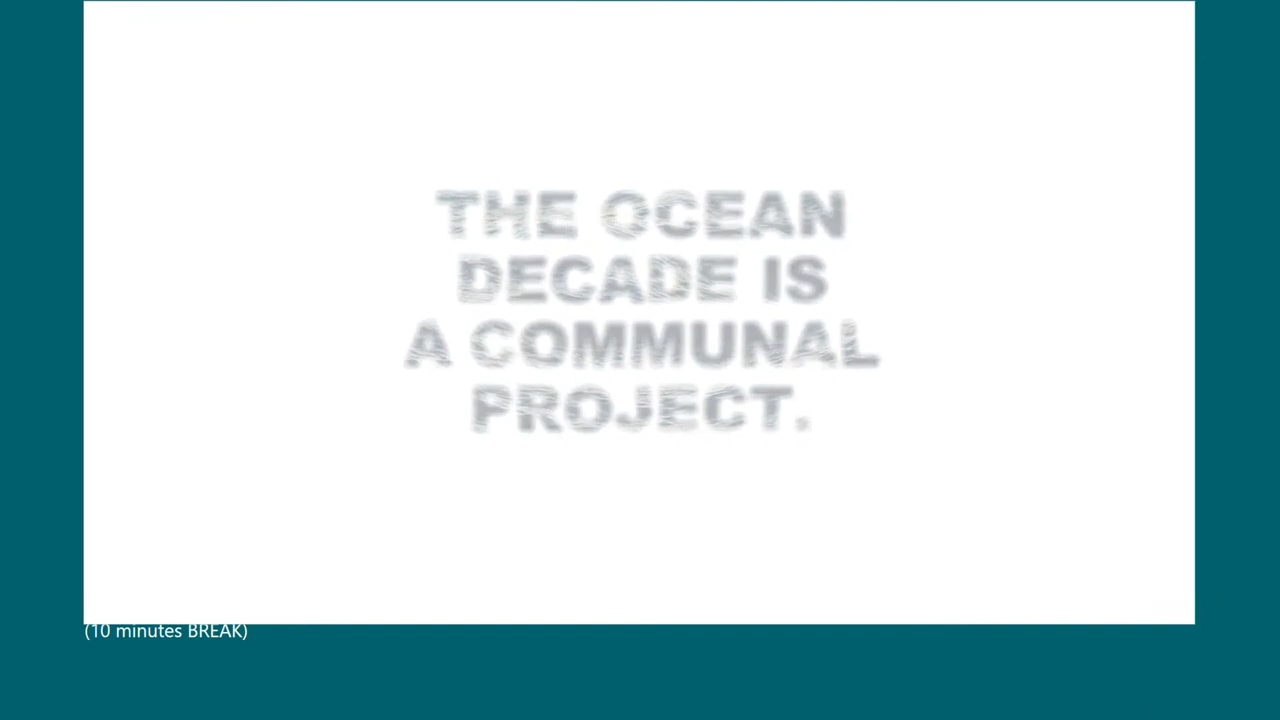 THE OCEAN
DECADE IS
A COMMUNAL
PROJECT.
(10 minutes BREAK)